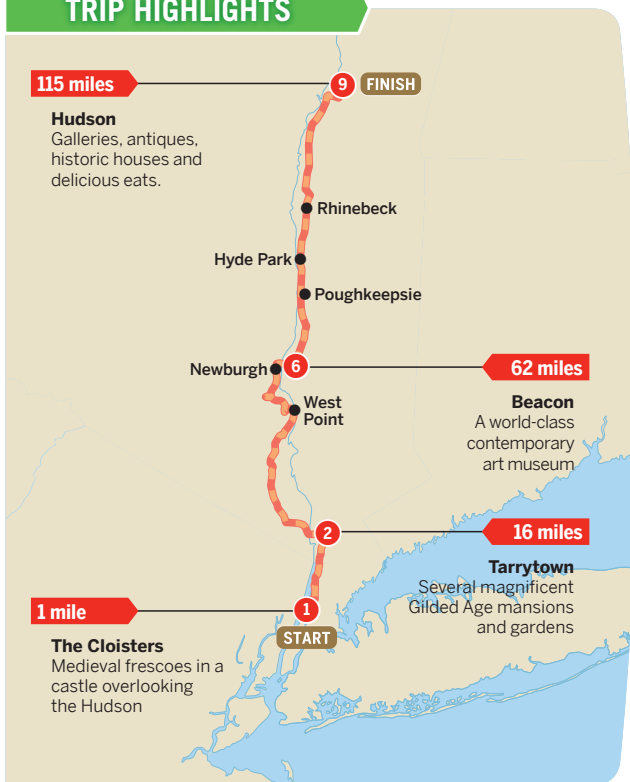 TRIP HIGHLIGHTS
115 miles
9
FINISH
Hudson
Galleries, antiques,
historic houses and
delicious eats.
Rhinebeck
Hyde Park
Poughkeepsie
Newburgh
6
62 miles
West
Point
Beacon
A world-class
contemporary
art museum
2
16 miles
Tarrytown
Several magnificent
Gilded Age mansions
and gardens
1 mile
1
START
The Cloisters
Medieval frescoes in a
castle overlooking
the Hudson